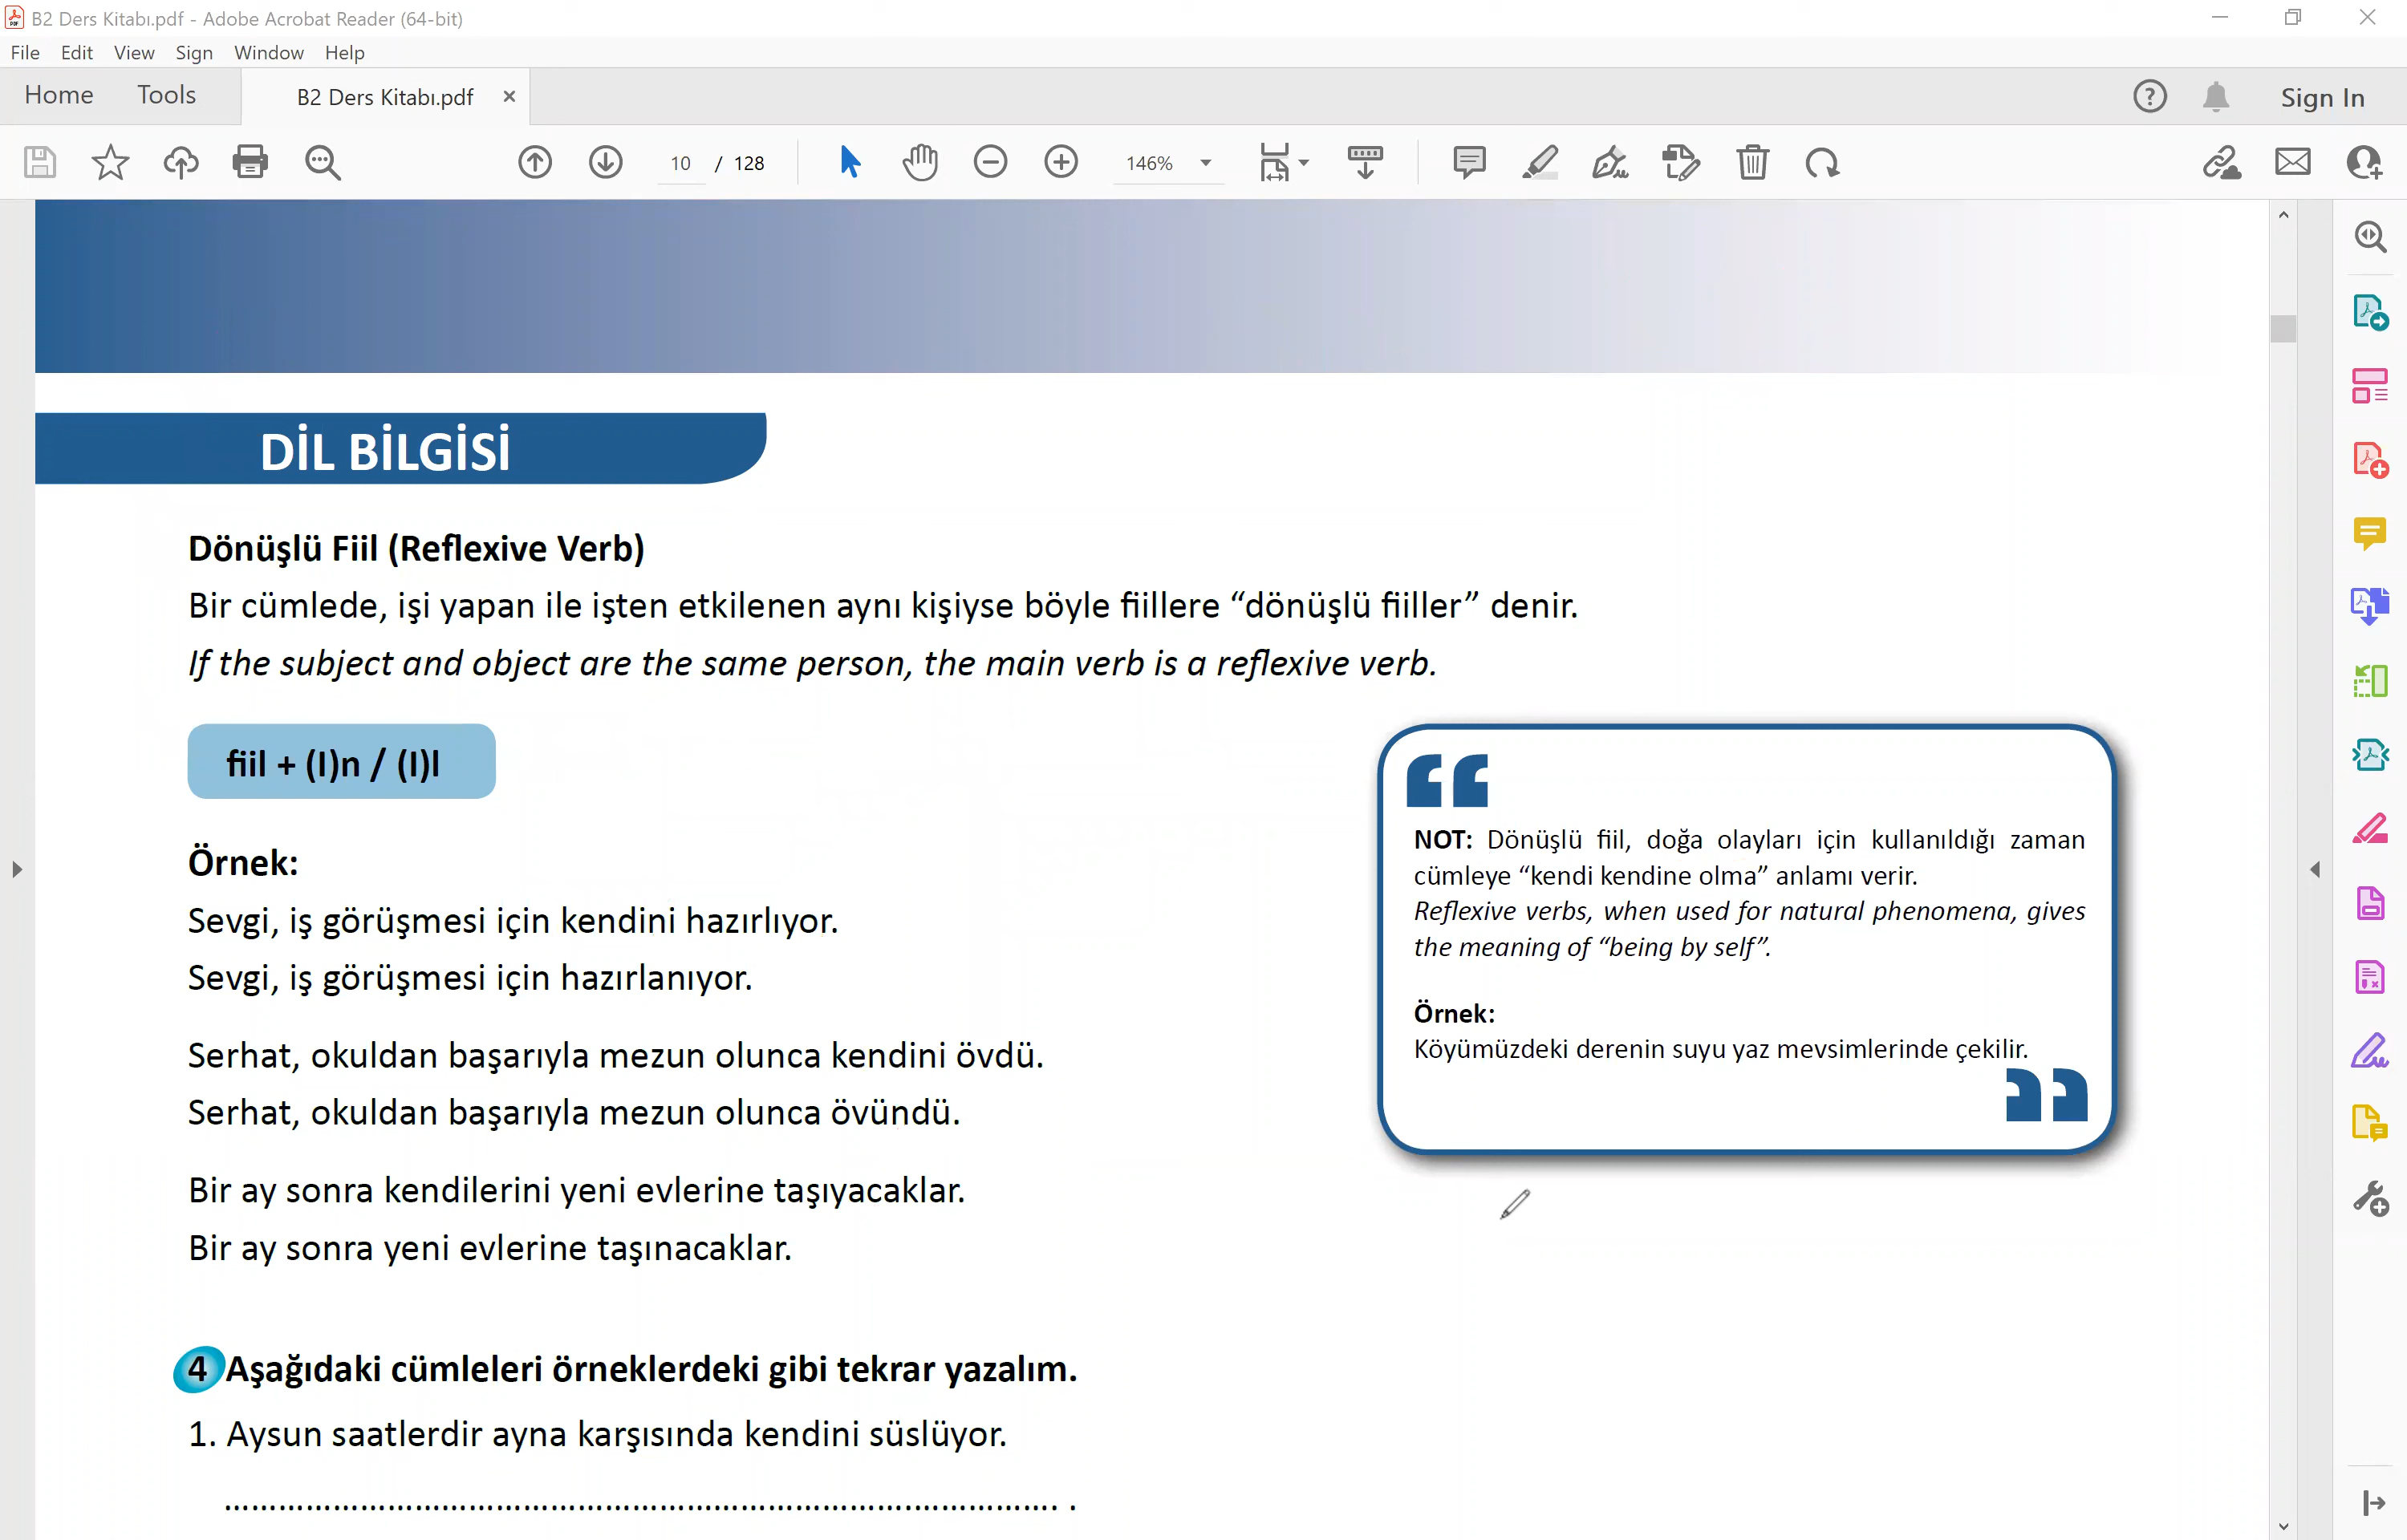 B2 Ders Kitabı.pdf - Adobe Acrobat Reader (64-bit)
File Edit View Sign Window Help
Home Tools B2 Ders Kitabı.pdf × ? Sign In
10 / 128 146%
DİL BİLGİSİ
Dönüşlü Fiil (Reflexive Verb)
Bir cümlede, işi yapan ile işten etkilenen aynı kişiyse böyle fiillere “dönüşlü fiiller” denir.
If the subject and object are the same person, the main verb is a reflexive verb.
fiil + (I)n / (I)l
Örnek:
Sevgi, iş görüşmesi için kendini hazırlıyor.
Sevgi, iş görüşmesi için hazırlanıyor.
Serhat, okuldan başarıyla mezun olunca kendini övdü.
Serhat, okuldan başarıyla mezun olunca övündü.
Bir ay sonra kendilerini yeni evlerine taşıyacaklar.
Bir ay sonra yeni evlerine taşınacaklar.
“
NOT: Dönüşlü fiil, doğa olayları için kullanıldığı zaman
cümleye “kendi kendine olma” anlamı verir.
Reflexive verbs, when used for natural phenomena, gives
the meaning of “being by self”.
Örnek:
Köyümüzdeki derenin suyu yaz mevsimlerinde çekilir.
”
4 Aşağıdaki cümleleri örneklerdeki gibi tekrar yazalım.
1. Aysun saatlerdir ayna karşısında kendini süslüyor.
........................................................................................ .